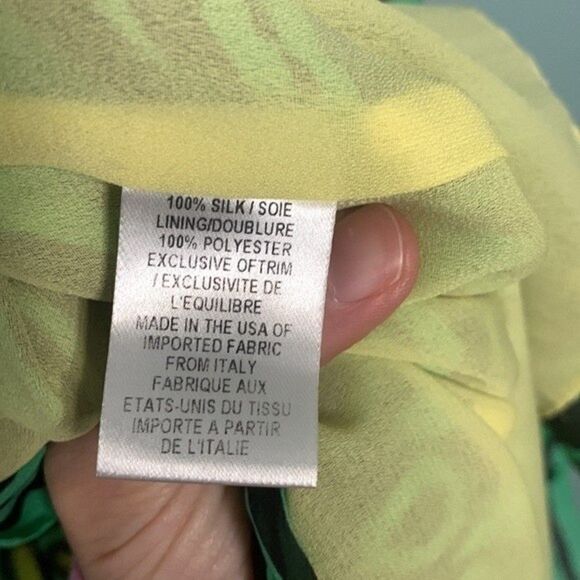 100% SILK / SOIE
LINING/DOUBLURE
100% POLYESTER
EXCLUSIVE OFTRIM
/ EXCLUSIVITE DE
L'EQUILIBRE
MADE IN THE USA OF
IMPORTED FABRIC
FROM ITALY
FABRIQUE AUX
ETATS-UNIS DU TISSU
IMPORTE A PARTIR
DE L'ITALIE